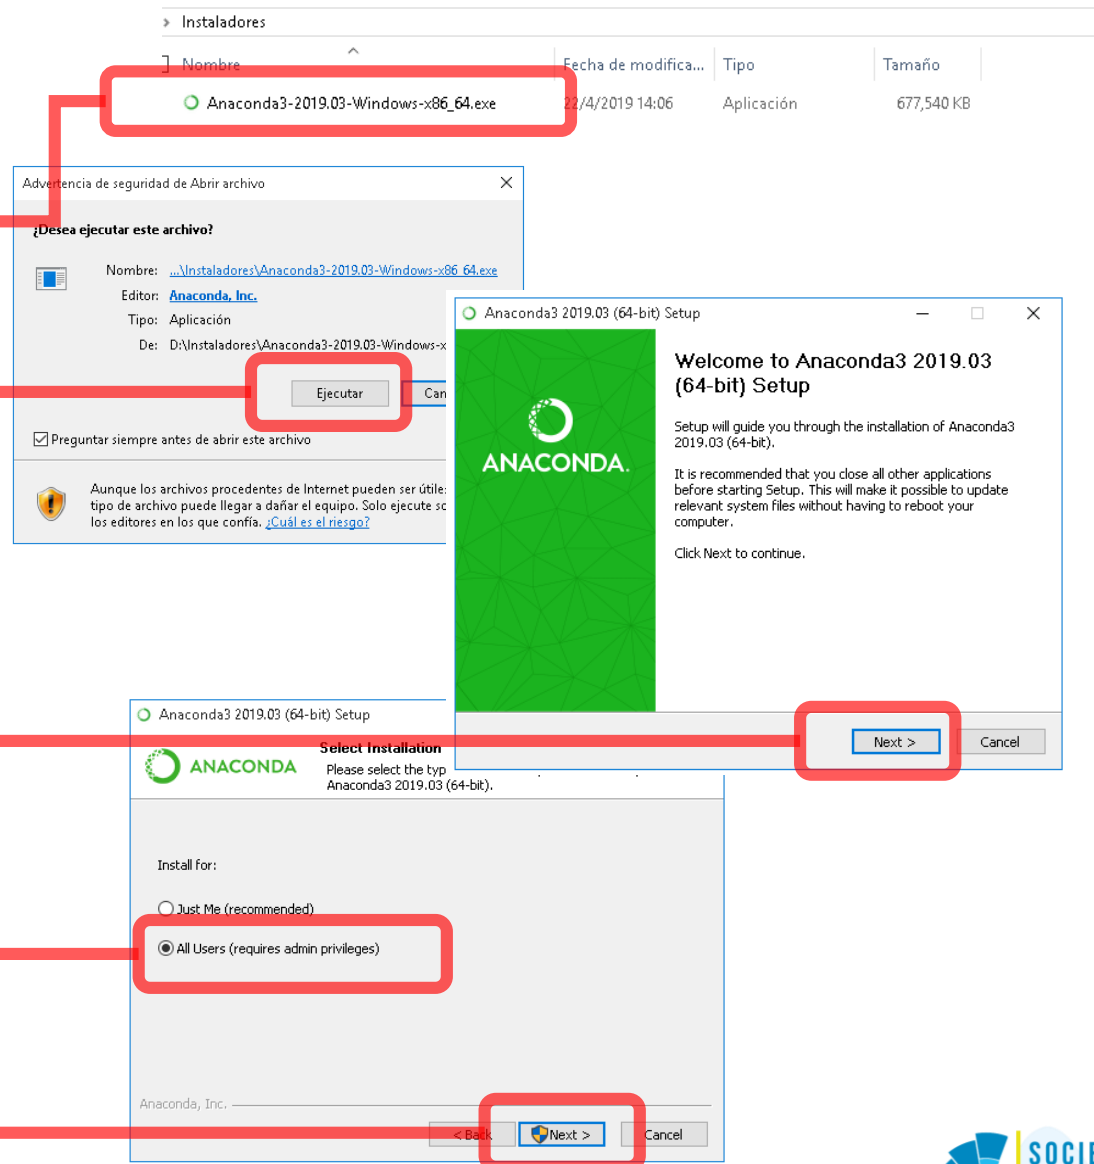 Instaladores
Nombre
Fecha de modifica...
Tipo
Tamaño
Anaconda3-2019.03-Windows-x86_64.exe
22/4/2019 14:06
Aplicación
677,540 KB
Advertencia de seguridad de Abrir archivo
¿Desea ejecutar este archivo?
Nombre: ...\Instaladores\Anaconda3-2019.03-Windows-x86_64.exe
Editor: Anaconda, Inc.
Tipo: Aplicación
De: D:\Instaladores\Anaconda3-2019.03-Windows-x
Ejecutar
Can
Preguntar siempre antes de abrir este archivo
Aunque los archivos procedentes de Internet pueden ser útile
tipo de archivo puede llegar a dañar el equipo. Solo ejecute
los editores en los que confía. ¿Cuál es el riesgo?
Anaconda3 2019.03 (64-bit) Setup
ANACONDA.
Welcome to Anaconda3 2019.03
(64-bit) Setup
Setup will guide you through the installation of Anaconda3
2019.03 (64-bit).
It is recommended that you close all other applications
before starting Setup. This will make it possible to update
relevant system files without having to reboot your
computer.
Click Next to continue.
Next >
Cancel
Anaconda3 2019.03 (64-bit) Setup
ANACONDA
Select Installation
Please select the typ
Anaconda3 2019.03 (64-bit).
Install for:
Just Me (recommended)
All Users (requires admin privileges)
Anaconda, Inc.
< Back
Next >
Cancel
SOCIE